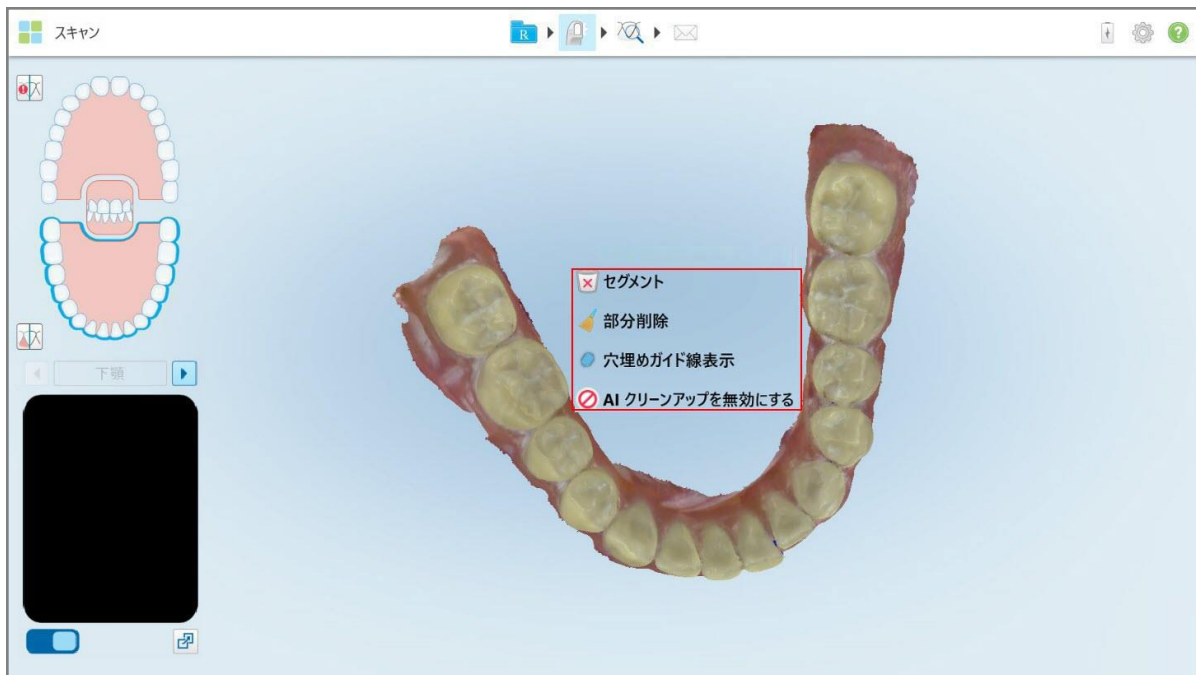 スキャン
R
下顎
セグメント
部分削除
穴埋めガイド線表示
AI クリーンアップを無効にする
?